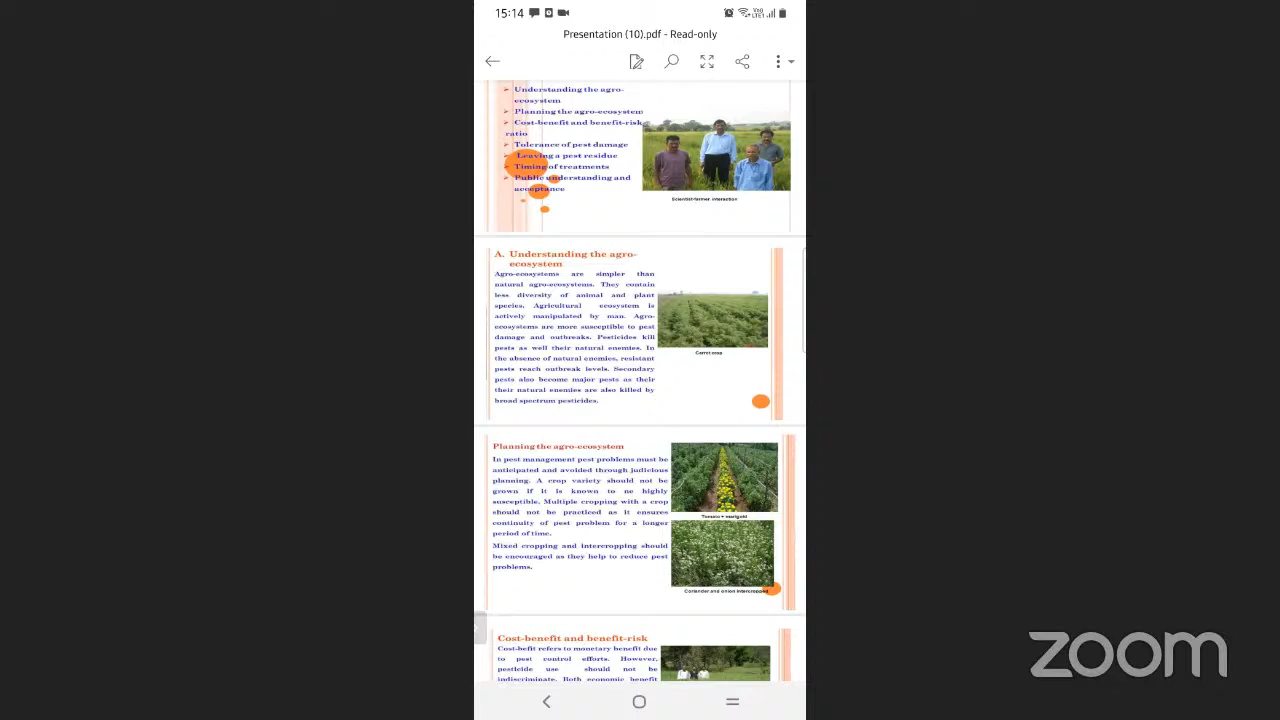 15:14
Presentation (10).pdf - Read-only
Understanding the agro-
ecosystem
Planning the agro-ecosystem
Cost-benefit and benefit-risk
ratio
Tolerance of pest damage
Leaving a pest residue
Timing of treatments
Public understanding and
acceptance
Scientist-farmer interaction
A. Understanding the agro-
ecosystem
Agro-ecosystems are simpler than
natural agro-ecosystems. They contain
less diversity of animal and plant
species. Agricultural ecosystem is
actively manipulated by man. Agro-
ecosystems are more susceptible to pest
damage and outbreaks. Pesticides kill
pests as well their natural enemies. In
the absence of natural enemies, resistant
pests reach outbreak levels. Secondary
pests also become major pests as their
their natural enemies are also killed by
broad spectrum pesticides.
Carrot crop
Planning the agro-ecosystem
In pest management pest problems must be
anticipated and avoided through judicious
planning. A crop variety should not be
grown if it is known to ne highly
susceptible. Multiple cropping with a crop
should not be practiced as it ensures
continuity of pest problem for a longer
period of time.
Mixed cropping and intercropping should
be encouraged as they help to reduce pest
problems.
Tomato + marigold
Coriander and onion intercropped
Cost-benefit and benefit-risk
Cost-befit refers to monetary benefit due
to pest control efforts. However,
pesticide use should not be
indiscriminate. Both economic benefit
zoom